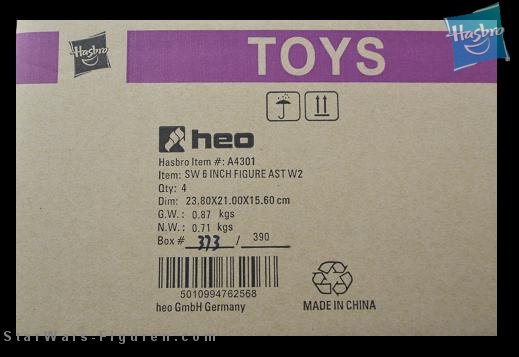 Hasbro
Hasbro
TOYS
heo
Hasbro Item #: A4301
Item: SW 6 INCH FIGURE AST W2
Qty: 4
Dim: 23.80X21.00X15.60 cm
G.W.: 0.87 kgs
N.W.: 0.71 kgs
Box # 373 / 390
5010994762568
heo GmbH Germany
MADE IN CHINA
StarWars-Figuren.com